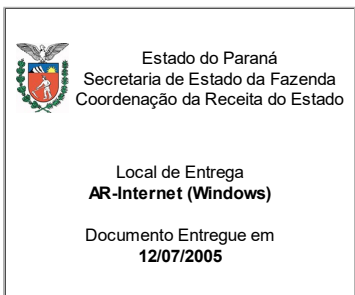 Estado do Paraná
Secretaria de Estado da Fazenda
Coordenação da Receita do Estado
Local de Entrega
AR-Internet (Windows)
Documento Entregue em
12/07/2005